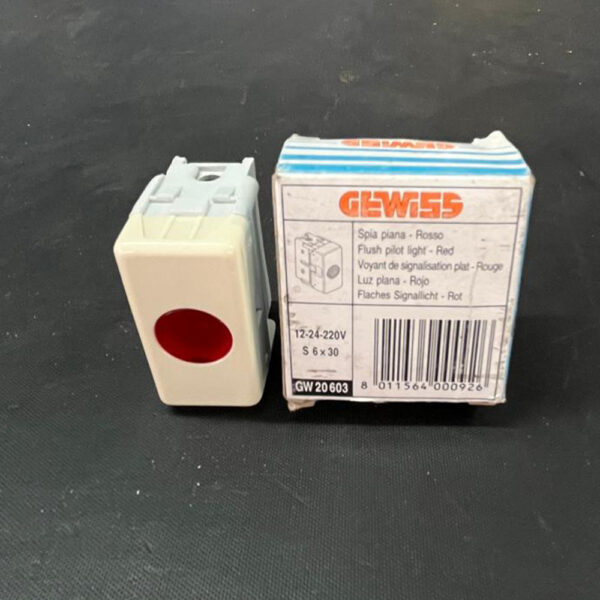 GEWISS
Spia piana - Rosso
Flush pilot light - Red
Voyant de signalisation plat - Rouge
Luz plana - Rojo
Flaches Signallicht - Rot
12-24-220V
S 6 x 30
GW 20 603
8 011564 000926